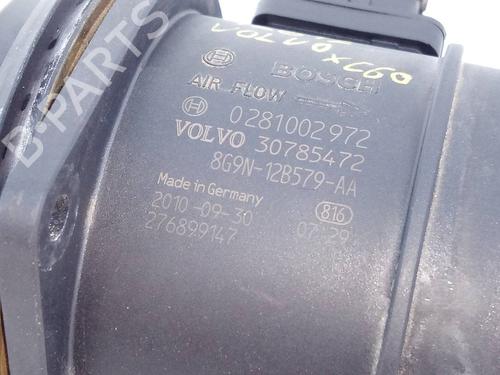 VOLVO XC60
BOSCH
AIR FLOW
0281002972
VOLVO 30785472
8G9N-12B579-AA
Made in Germany
2010-09-30 816
276899147 07:29
B-PARTS